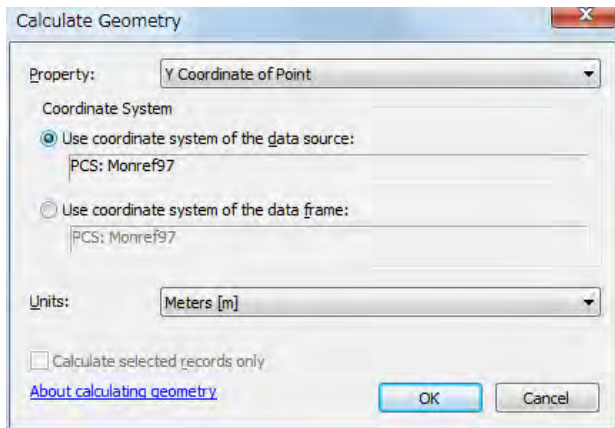 Calculate Geometry
Property: Y Coordinate of Point
Coordinate System
Use coordinate system of the data source:
PCS: Monref97
Use coordinate system of the data frame:
PCS: Monref97
Units: Meters [m]
Calculate selected records only
About calculating geometry OK Cancel